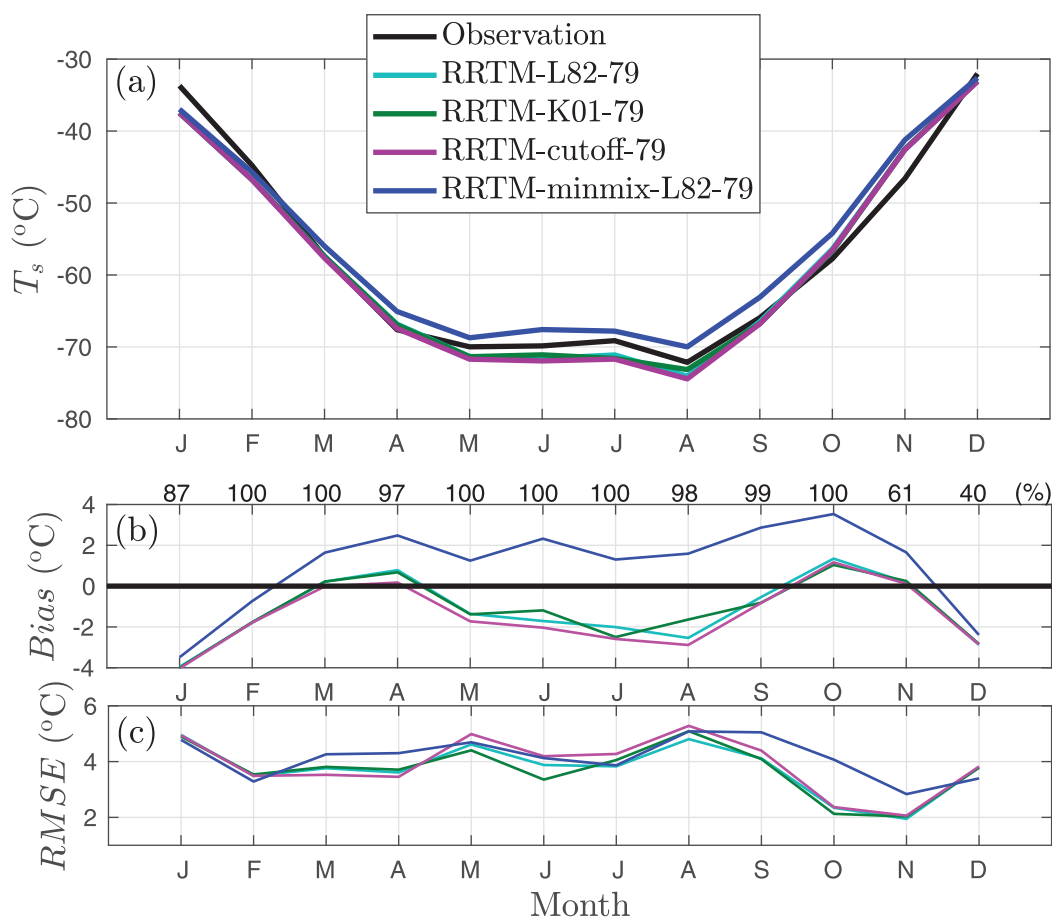 Observation
RRTM-L82-79
RRTM-K01-79
RRTM-cutoff-79
RRTM-minmix-L82-79
(a)
-30
-40
-50
-60
-70
-80
T_s (°C)
J F M A M J J A S O N D
87 100 100 97 100 100 100 98 99 100 61 40 (%)
(b)
4
2
0
-2
-4
Bias (°C)
J F M A M J J A S O N D
(c)
6
4
2
RMSE (°C)
J F M A M J J A S O N D
Month